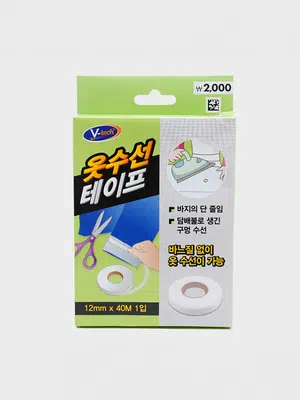 ₩2,000
V-tech
옷수선
테이프
바지의 단 줄임
담배불로 생긴
구멍 수선
바느질 없이
옷 수선이 가능
12mm x 40M 1입